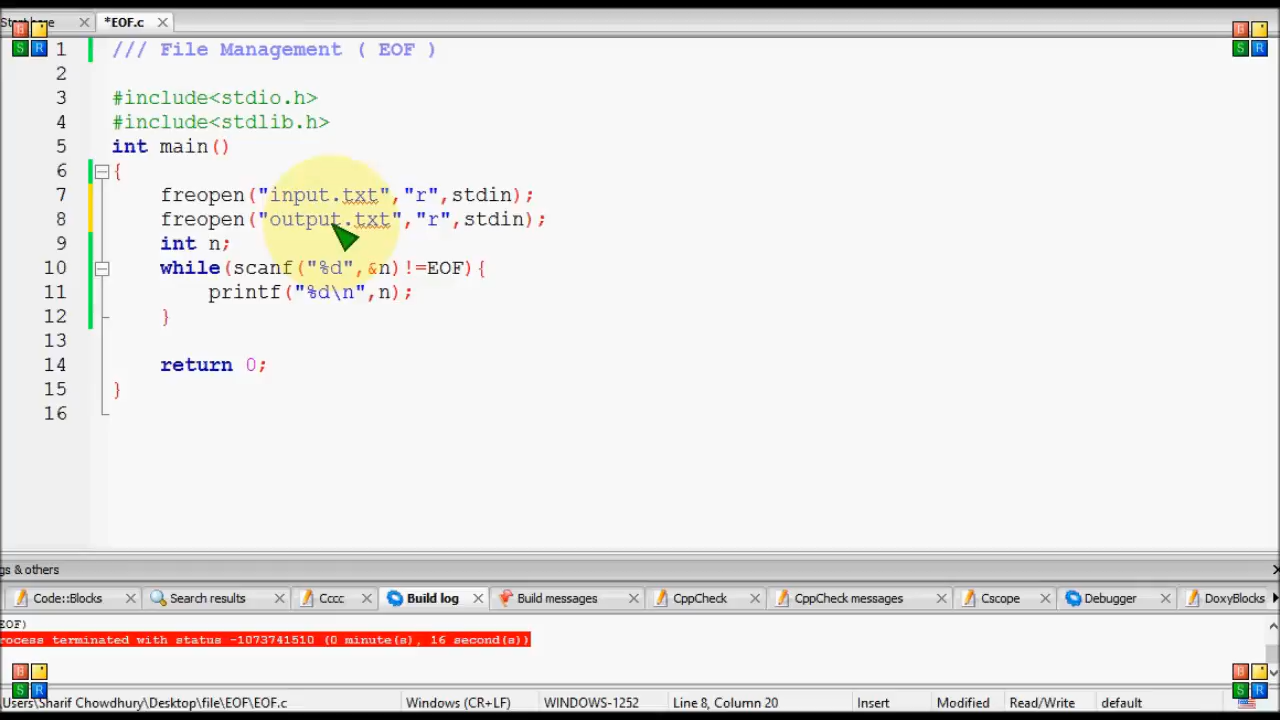 Start here
*EOF.c
1 /// File Management ( EOF )
2
3 #include<stdio.h>
4 #include<stdlib.h>
5 int main()
6 {
7 freopen("input.txt","r",stdin);
8 freopen("output.txt","r",stdin);
9 int n;
10 while(scanf("%d",&n)!=EOF){
11 printf("%d\n",n);
12 }
13
14 return 0;
15 }
16
gs & others
Code::Blocks Search results Cccc Build log Build messages CppCheck CppCheck messages Cscope Debugger DoxyBlocks
EOF)
rocess terminated with status -1073741510 (0 minute(s), 16 second(s))
\Users\Sharif Chowdhury\Desktop\file\EOF\EOF.c Windows (CR+LF) WINDOWS-1252 Line 8, Column 20 Insert Modified Read/Write default
B
S R
B
S R
B
S R
B
S R